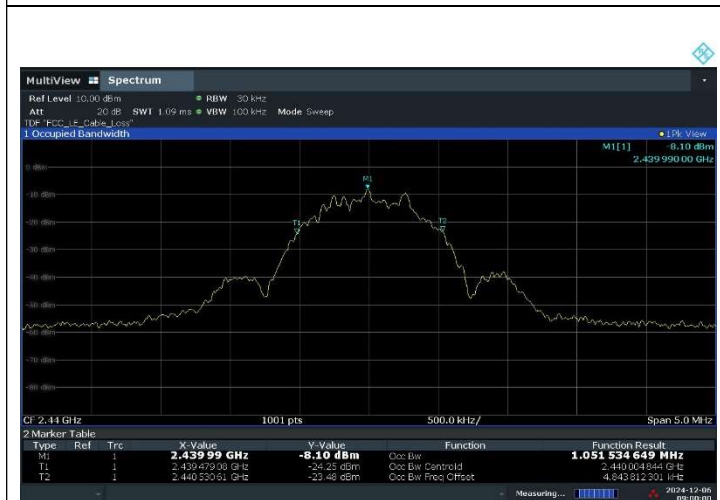 MultiView Spectrum
Ref Level 10.00 dBm RBW 30 kHz
Att 20 dB SWT 1.09 ms VBW 100 kHz Mode Sweep
TDF "FCC_LE_Cable_Loss"
1 Occupied Bandwidth 1Pk View
M1[1] -8.10 dBm
2.439 990 00 GHz
0 dBm
M1
-10 dBm
T1 T2
-20 dBm
-30 dBm
-40 dBm
-50 dBm
-60 dBm
-70 dBm
-80 dBm
CF 2.44 GHz 1001 pts 500.0 kHz/ Span 5.0 MHz
2 Marker Table
Type Ref Trc X-Value Y-Value Function Function Result
M1 1 2.439 99 GHz -8.10 dBm Occ Bw 1.051 534 649 MHz
T1 1 2.439 479 08 GHz -24.25 dBm Occ Bw Centroid 2.440 004 844 GHz
T2 1 2.440 530 61 GHz -23.48 dBm Occ Bw Freq Offset 4.843 812 301 kHz
Measuring... 2024-12-06
09:00:00